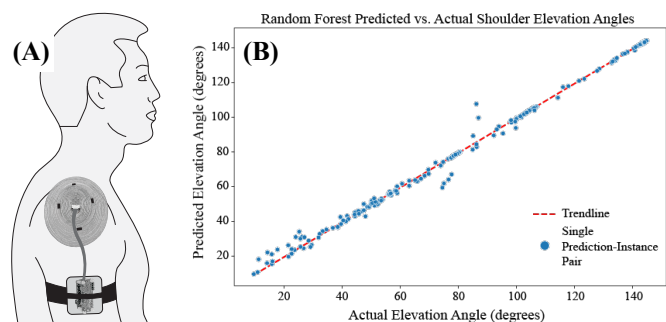 (A)
Random Forest Predicted vs. Actual Shoulder Elevation Angles
(B)
Predicted Elevation Angle (degrees)
140
120
100
80
60
40
20
Trendline
Single
Prediction-Instance
Pair
20 40 60 80 100 120 140
Actual Elevation Angle (degrees)